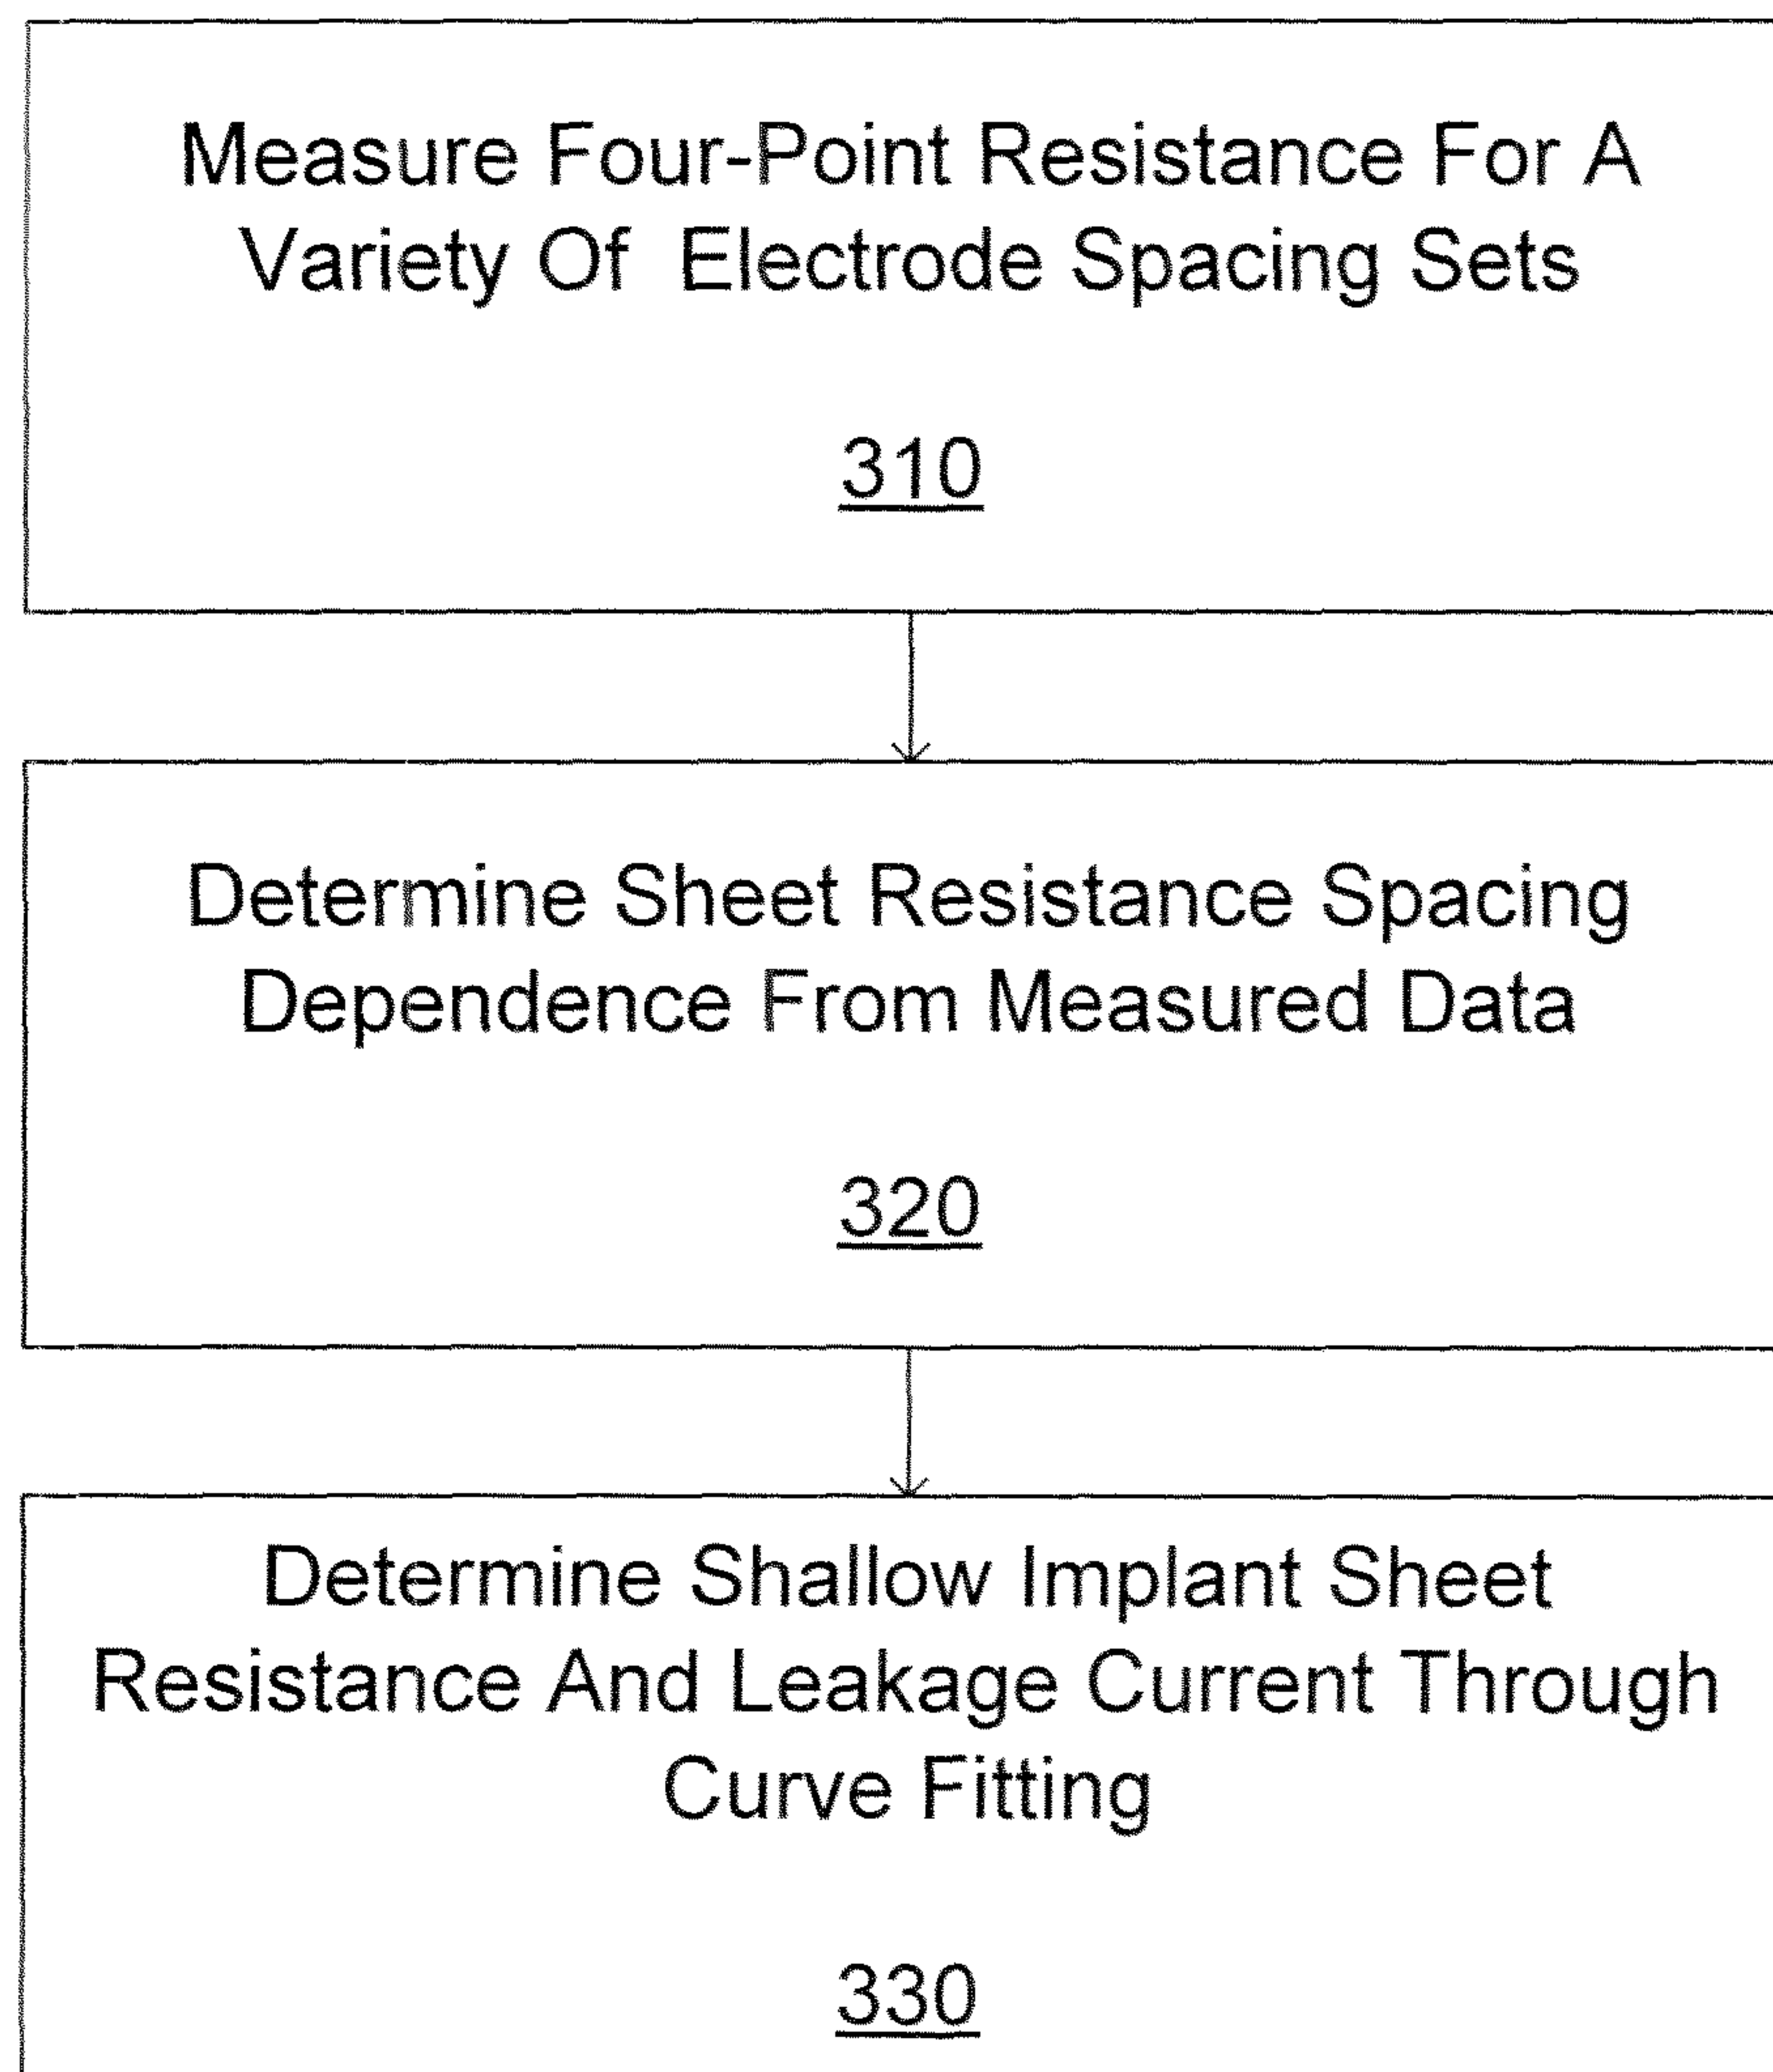 Measure Four-Point Resistance For A
Variety Of Electrode Spacing Sets
310
Determine Sheet Resistance Spacing
Dependence From Measured Data
320
Determine Shallow Implant Sheet
Resistance And Leakage Current Through
Curve Fitting
330